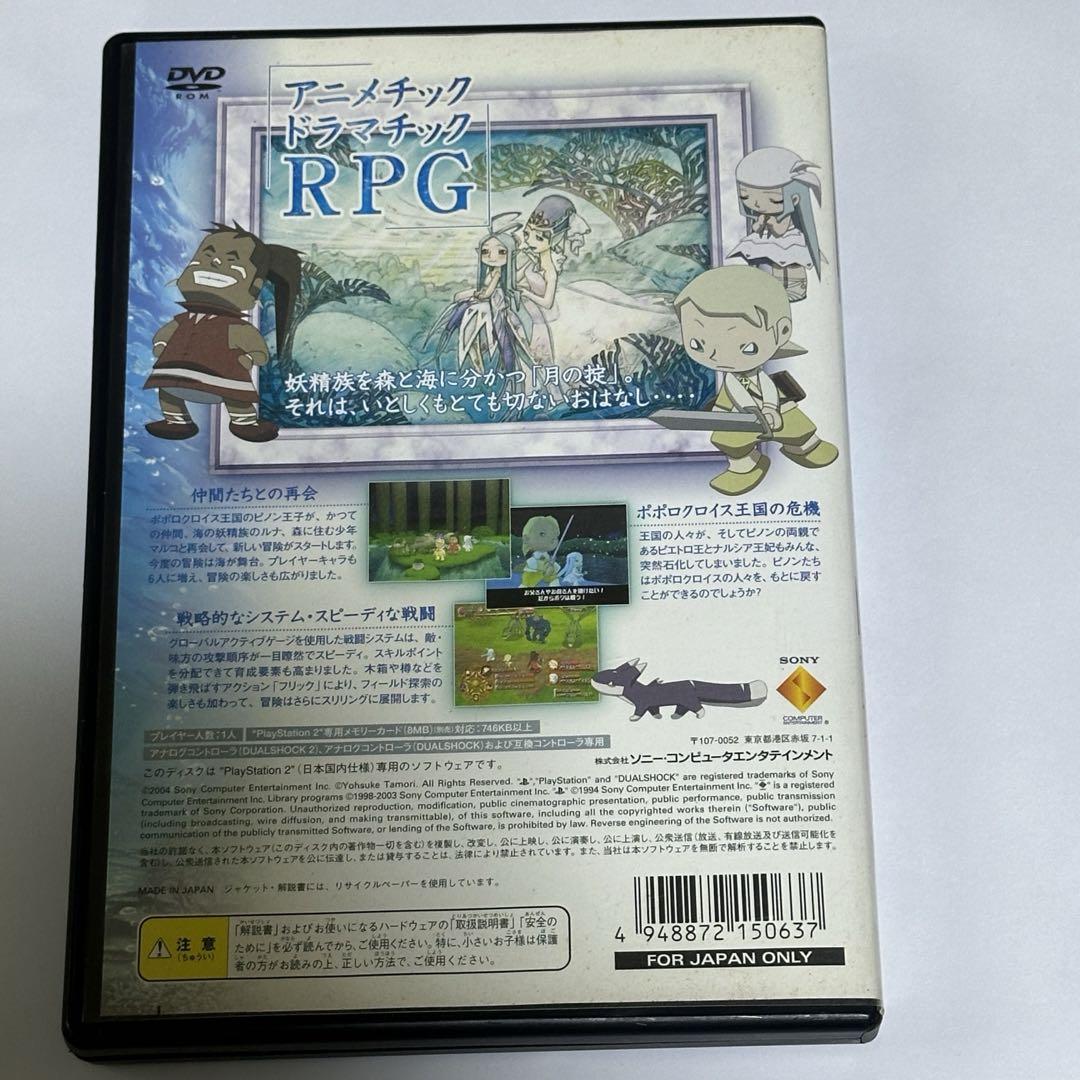 DVD
ROM
アニメチック
ドラマチック
RPG
妖精族を森と海に分かつ「月の掟」。
それは、いとしくもとても切ないおはなし・・・・
仲間たちとの再会
ポポロクロイス王国のピノン王子が、かつて
の仲間、海の妖精族のルナ、森に住む少年
マルコと再会して、新しい冒険がスタートします。
今度の冒険は海が舞台。プレイヤーキャラも
6人に増え、冒険の楽しさも広がりました。
お父さんやお母さんを助けたい!
だからボクは戦う!
ポポロクロイス王国の危機
王国の人々が、そしてピノンの両親で
あるピエトロ王とナルシア王妃もみんな、
突然石化してしまいました。ピノンたち
はポポロクロイスの人々を、もとに戻す
ことができるのでしょうか?
戦略的なシステム・スピーディな戦闘
グローバルアクティブゲージを使用した戦闘システムは、敵・
味方の攻撃順序が一目瞭然でスピーディ。スキルポイント
を分配できて育成要素も高まりました。木箱や樽などを
弾き飛ばすアクション「フリック」により、フィールド探索の
楽しさも加わって、冒険はさらにスリリングに展開します。
SONY
COMPUTER
ENTERTAINMENT
®
プレイヤー人数:1人 "PlayStation 2"専用メモリーカード(8MB)(別売)対応:746KB以上
アナログコントローラ(DUALSHOCK 2)、アナログコントローラ(DUALSHOCK)および互換コントローラ専用
〒107-0052 東京都港区赤坂 7-1-1
株式会社ソニー・コンピュータエンタテインメント
このディスクは "PlayStation 2" (日本国内仕様)専用のソフトウェアです。
©2004 Sony Computer Entertainment Inc. ©Yohsuke Tamori. All Rights Reserved. " ","PlayStation" and "DUALSHOCK" are registered trademarks of Sony
Computer Entertainment Inc. Library programs ©1998-2003 Sony Computer Entertainment Inc. " " ©1994 Sony Computer Entertainment Inc. " " is a registered
trademark of Sony Corporation. Unauthorized reproduction, modification, public cinematographic presentation, public performance, public transmission
(including broadcasting, wire diffusion, and making transmittable), of this software, including all the copyrighted works therein ("Software"), public
communication of the publicly transmitted Software, or lending of the Software, is prohibited by law. Reverse engineering of the Software is not authorized.
当社の許諾なく、本ソフトウェア(このディスク内の著作物一切を含む)を複製し、改変し、公に上映し、公に演奏し、公に上演し、公衆送信(放送、有線放送及び送信可能化を
含む)し、公衆送信された本ソフトウェアを公に伝達し、または貸与することは、法律により禁止されています。また、当社は本ソフトウェアを無断で解析することを禁止します。
MADE IN JAPAN ジャケット・解説書には、リサイクルペーパーを使用しています。
注意
(ちゅうい)
「解説書」およびお使いになるハードウェアの「取扱説明書」「安全の
ために」を必ず読んでから、ご使用ください。特に、小さいお子様は保護
者の方がお読みの上、正しい方法で、ご使用ください。
4 948872 150637
FOR JAPAN ONLY